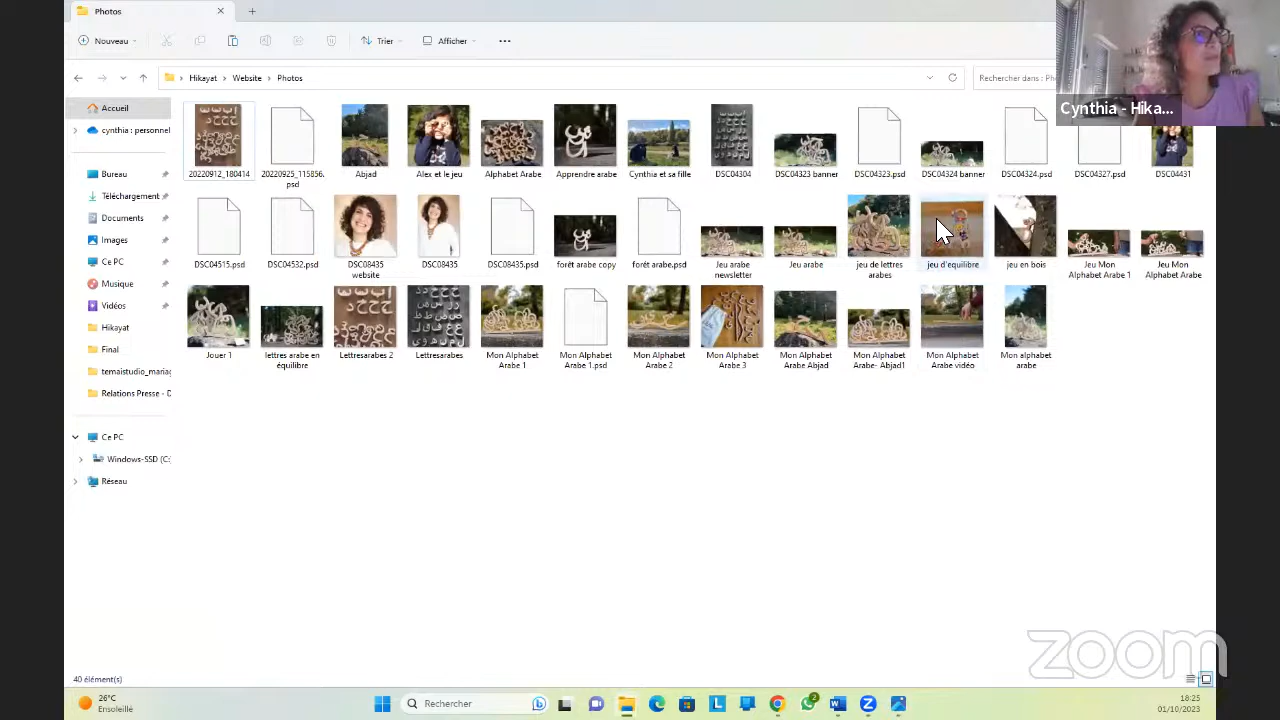 Photos
Nouveau
Trier
Afficher
Hikayat > Website > Photos
Rechercher dans : Ph
Cynthia - Hika...
Accueil
cynthia : personnel
Bureau
Téléchargement
Documents
Images
Ce PC
Musique
Vidéos
Hikayat
Final
temaistudio_maria
Relations Presse - D
Ce PC
Windows-SSD (C:
Réseau
20220912_180414
20220925_115856.
psd
Abjad
Alex et le jeu
Alphabet Arabe
Apprendre arabe
Cynthia et sa fille
DSC04304
DSC04323 banner
DSC04323.psd
DSC04324 banner
DSC04324.psd
DSC04327.psd
DSC04431
DSC04515.psd
DSC04532.psd
DSC08435
website
DSC08435
DSC08435.psd
forêt arabe copy
forêt arabe.psd
Jeu arabe
newsletter
Jeu arabe
jeu de lettres
arabes
jeu d'equilibre
jeu en bois
Jeu Mon
Alphabet Arabe 1
Jeu Mon
Alphabet Arabe
Jouer 1
lettres arabe en
équilibre
Lettresarabes 2
Lettresarabes
Mon Alphabet
Arabe 1
Mon Alphabet
Arabe 1.psd
Mon Alphabet
Arabe 2
Mon Alphabet
Arabe 3
Mon Alphabet
Arabe Abjad
Mon Alphabet
Arabe- Abjad1
Mon Alphabet
Arabe vidéo
Mon alphabet
arabe
40 élément(s)
zoom
26°C
Ensoleillé
Rechercher
2
18:25
01/10/2023